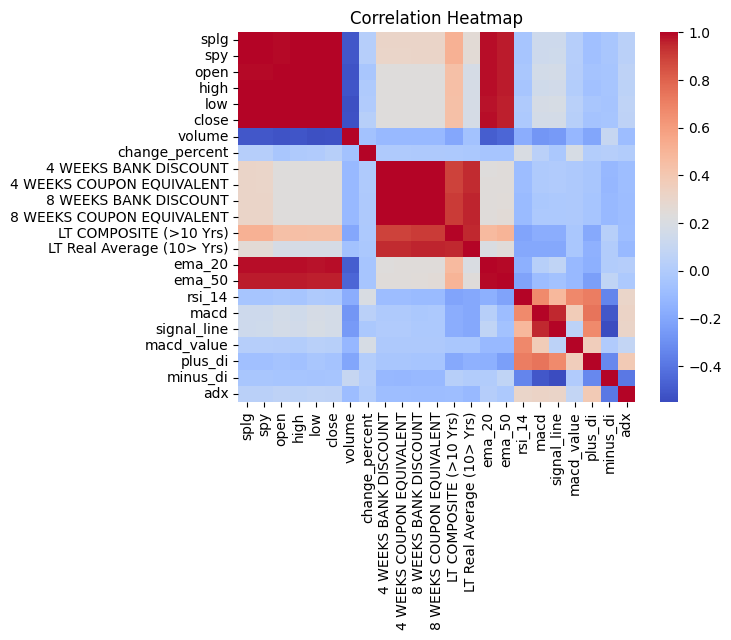 Correlation Heatmap
splg
spy
open
high
low
close
volume
change_percent
4 WEEKS BANK DISCOUNT
4 WEEKS COUPON EQUIVALENT
8 WEEKS BANK DISCOUNT
8 WEEKS COUPON EQUIVALENT
LT COMPOSITE (>10 Yrs)
LT Real Average (10> Yrs)
ema_20
ema_50
rsi_14
macd
signal_line
macd_value
plus_di
minus_di
adx
splg
spy
open
high
low
close
volume
change_percent
4 WEEKS BANK DISCOUNT
4 WEEKS COUPON EQUIVALENT
8 WEEKS BANK DISCOUNT
8 WEEKS COUPON EQUIVALENT
LT COMPOSITE (>10 Yrs)
LT Real Average (10> Yrs)
ema_20
ema_50
rsi_14
macd
signal_line
macd_value
plus_di
minus_di
adx
1.0
0.8
0.6
0.4
0.2
0.0
−0.2
−0.4